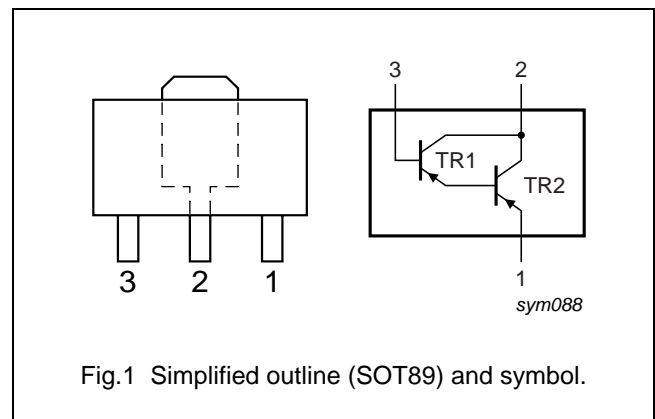 3 2
TR1
TR2
1
3 2 1
sym088
Fig.1 Simplified outline (SOT89) and symbol.